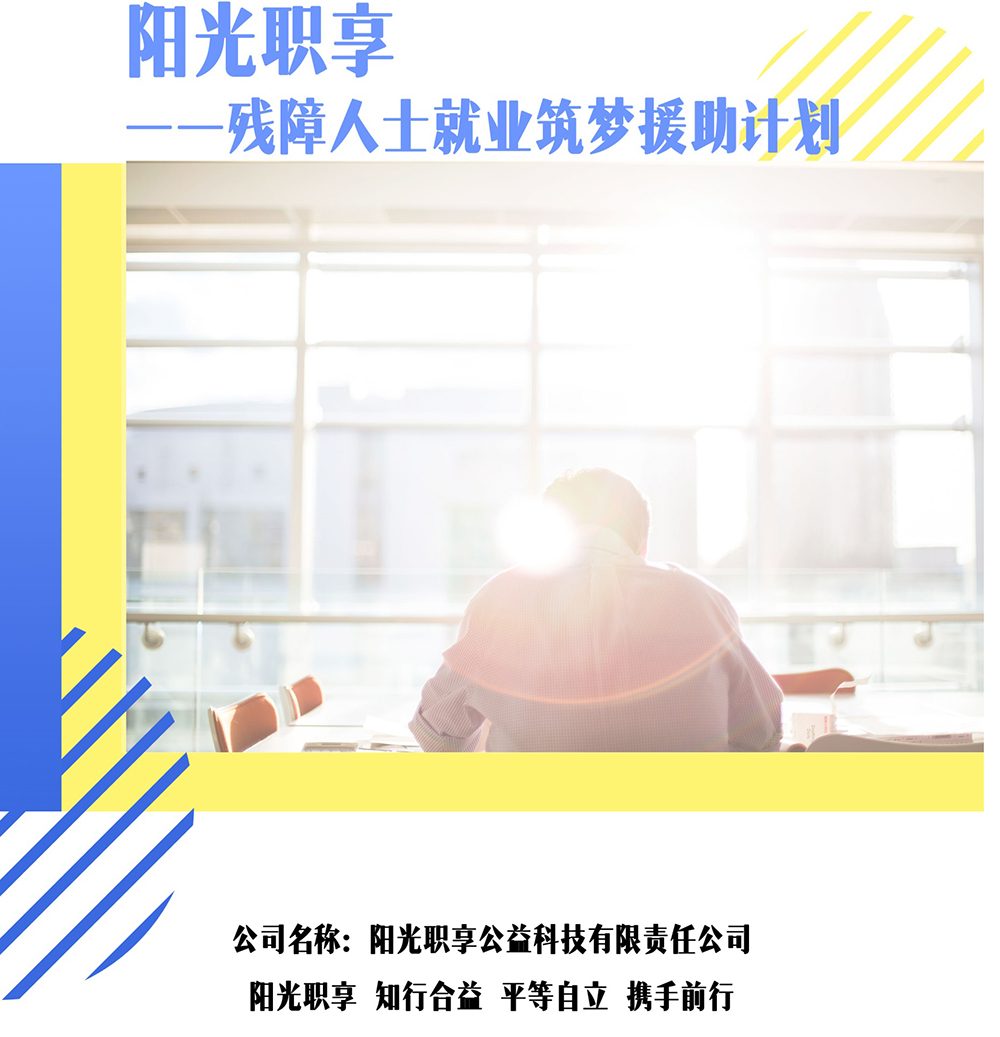 阳光职享
——残障人士就业筑梦援助计划
公司名称：阳光职享公益科技有限责任公司
阳光职享 知行合益 平等自立 携手前行